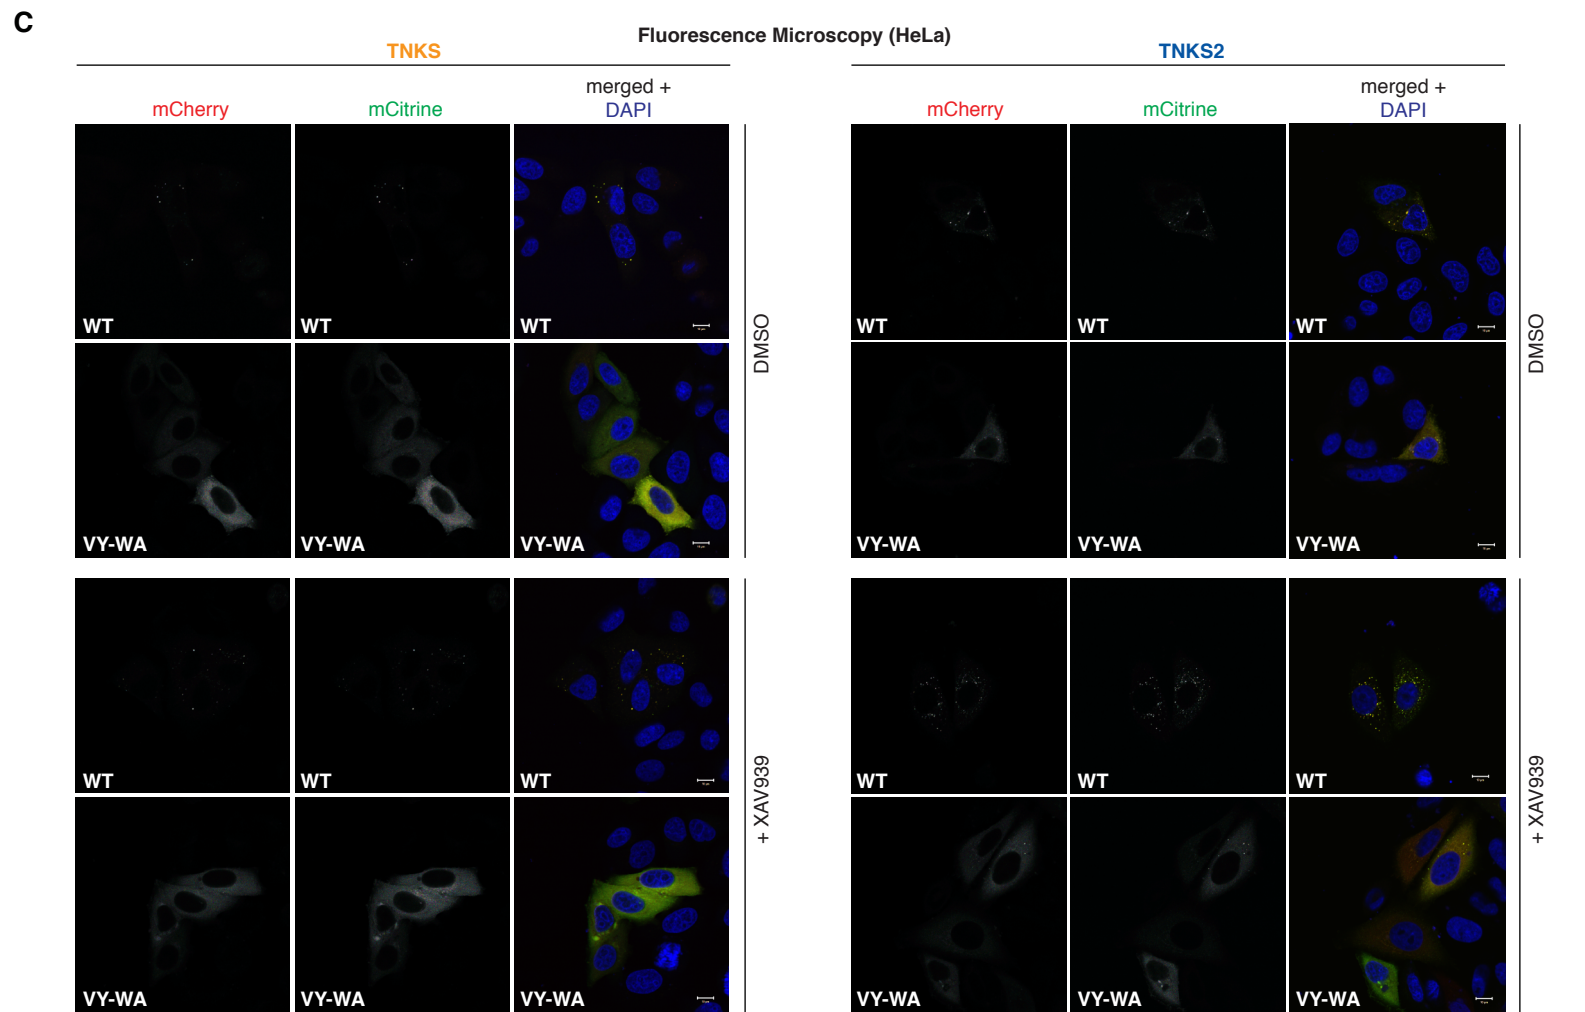 C
Fluorescence Microscopy (HeLa)
TNKS
TNKS2
mCherry
mCitrine
merged +
DAPI
mCherry
mCitrine
merged +
DAPI
WT
WT
WT
DMSO
WT
WT
WT
DMSO
VY-WA
VY-WA
VY-WA
VY-WA
VY-WA
VY-WA
WT
WT
WT
+ XAV939
WT
WT
WT
+ XAV939
VY-WA
VY-WA
VY-WA
VY-WA
VY-WA
VY-WA